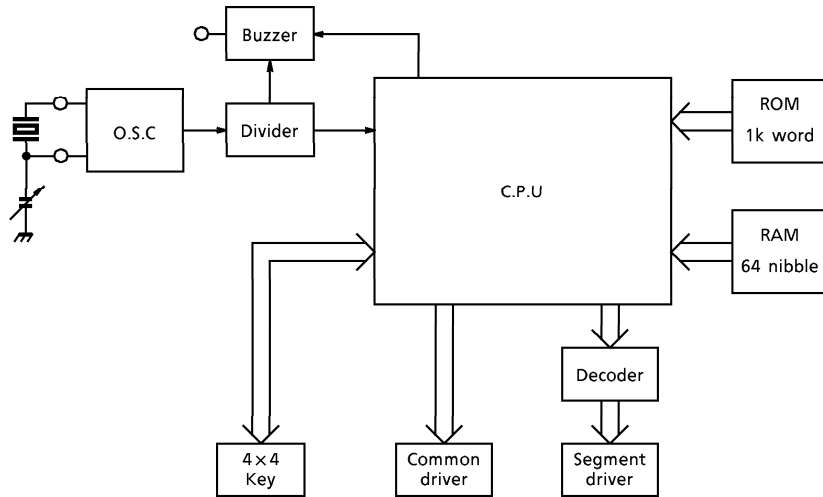 Buzzer
O.S.C
Divider
ROM
1k word
C.P.U
RAM
64 nibble
Decoder
4×4
Key
Common
driver
Segment
driver